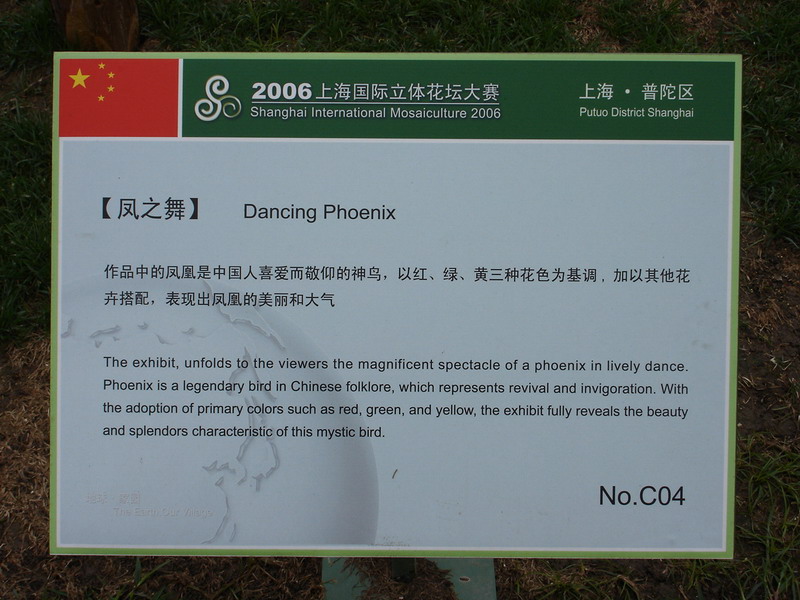 2006上海国际立体花坛大赛
Shanghai International Mosaiculture 2006
上海·普陀区
Putuo District Shanghai
【凤之舞】 Dancing Phoenix
作品中的凤凰是中国人喜爱而敬仰的神鸟，以红、绿、黄三种花色为基调，加以其他花
卉搭配，表现出凤凰的美丽和大气
The exhibit, unfolds to the viewers the magnificent spectacle of a phoenix in lively dance.
Phoenix is a legendary bird in Chinese folklore, which represents revival and invigoration. With
the adoption of primary colors such as red, green, and yellow, the exhibit fully reveals the beauty
and splendors characteristic of this mystic bird.
No.C04
The Earth Our Village